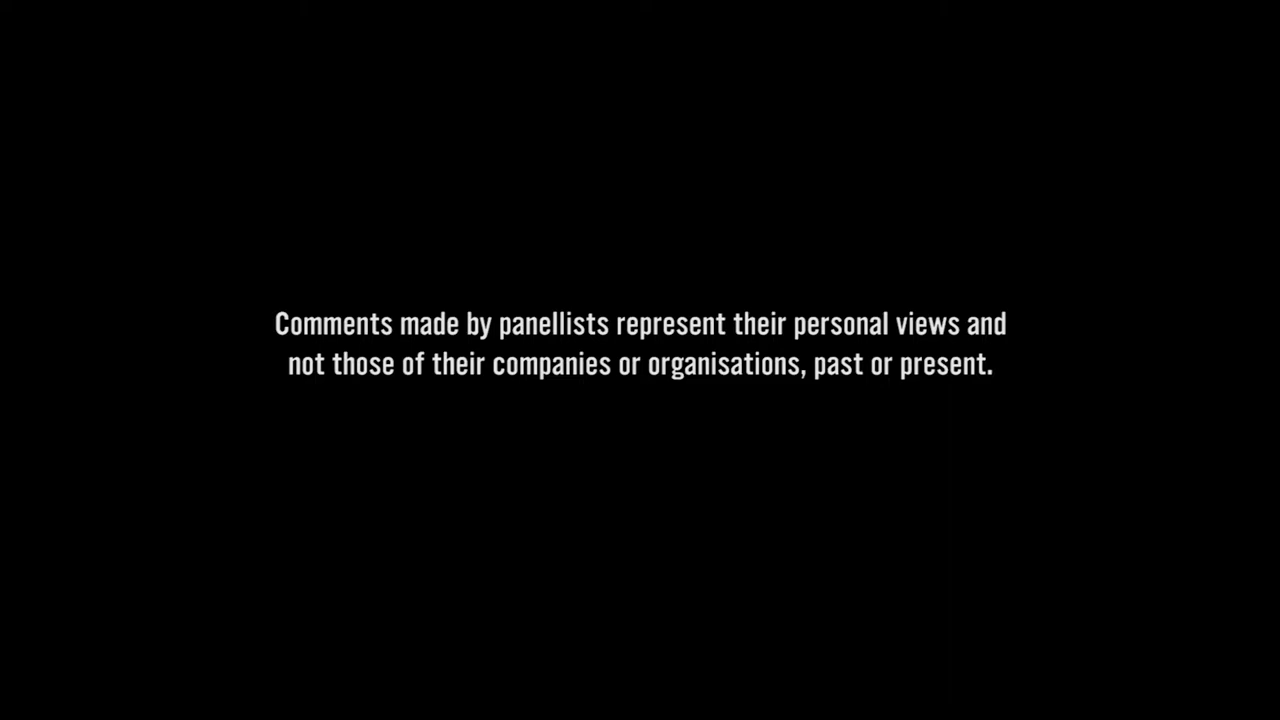 Comments made by panellists represent their personal views and
not those of their companies or organisations, past or present.